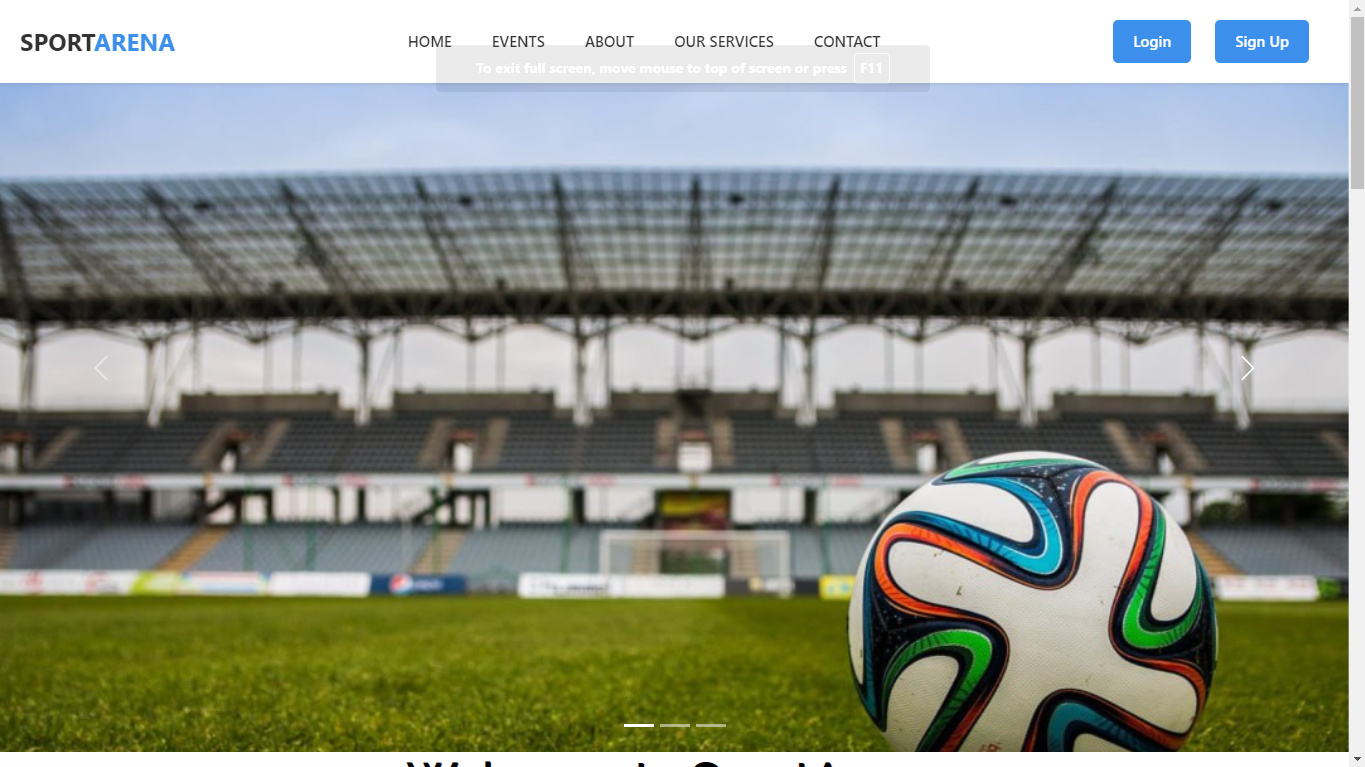 SPORTARENA
HOME EVENTS ABOUT OUR SERVICES CONTACT
Login Sign Up
To exit full screen, move mouse to top of screen or press F11